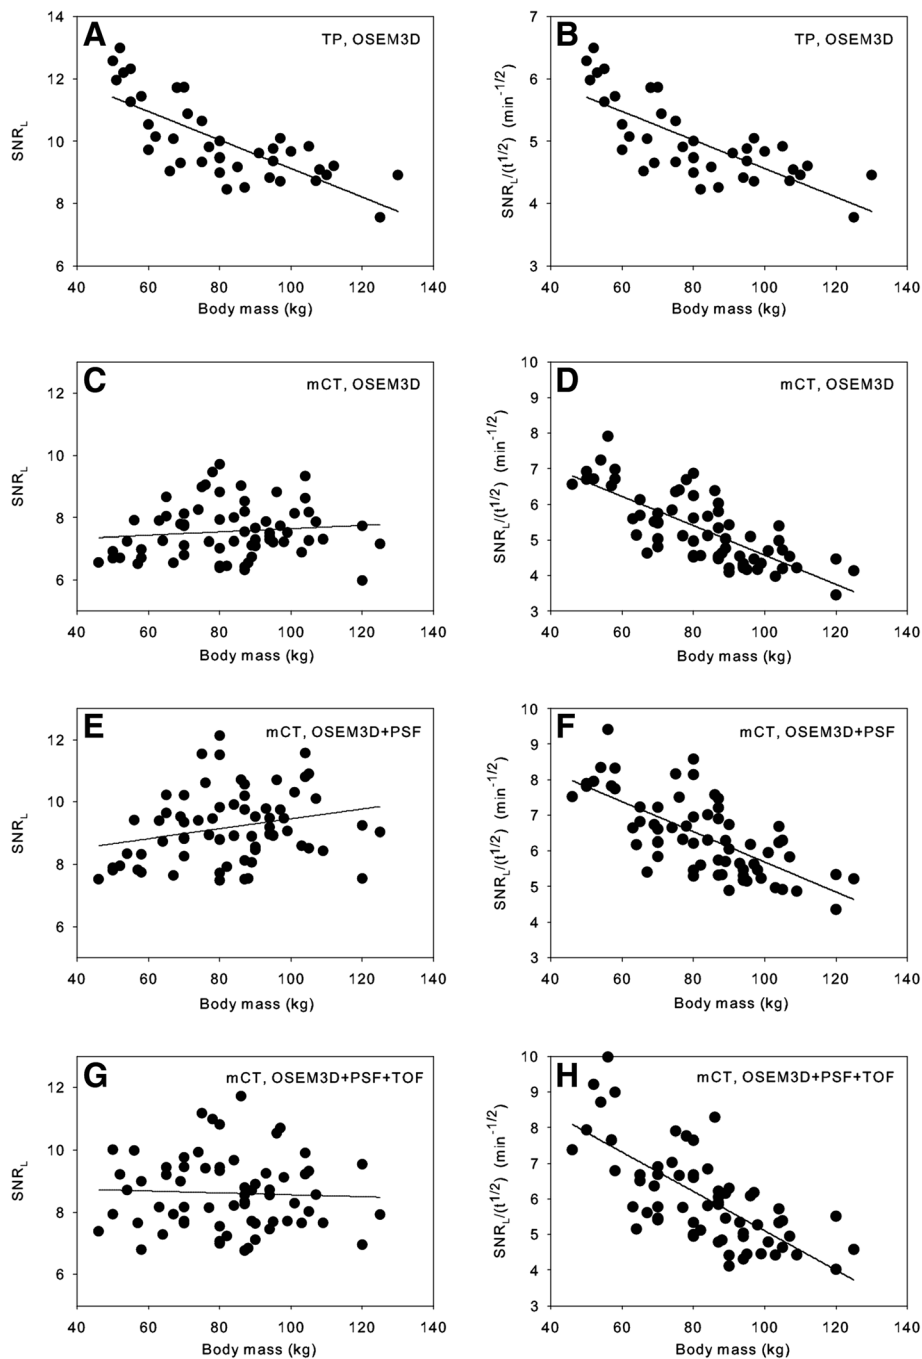 A
TP, OSEM3D
14
12
10
8
6
SNRL
40 60 80 100 120 140
Body mass (kg)
B
TP, OSEM3D
7
6
5
4
3
SNRL/(t1/2) (min-1/2)
40 60 80 100 120 140
Body mass (kg)
C
mCT, OSEM3D
12
10
8
6
SNRL
40 60 80 100 120 140
Body mass (kg)
D
mCT, OSEM3D
10
9
8
7
6
5
4
3
SNRL/(t1/2) (min-1/2)
40 60 80 100 120 140
Body mass (kg)
E
mCT, OSEM3D+PSF
12
10
8
6
SNRL
40 60 80 100 120 140
Body mass (kg)
F
mCT, OSEM3D+PSF
10
9
8
7
6
5
4
3
SNRL/(t1/2) (min-1/2)
40 60 80 100 120 140
Body mass (kg)
G
mCT, OSEM3D+PSF+TOF
12
10
8
6
SNRL
40 60 80 100 120 140
Body mass (kg)
H
mCT, OSEM3D+PSF+TOF
10
9
8
7
6
5
4
3
SNRL/(t1/2) (min-1/2)
40 60 80 100 120 140
Body mass (kg)